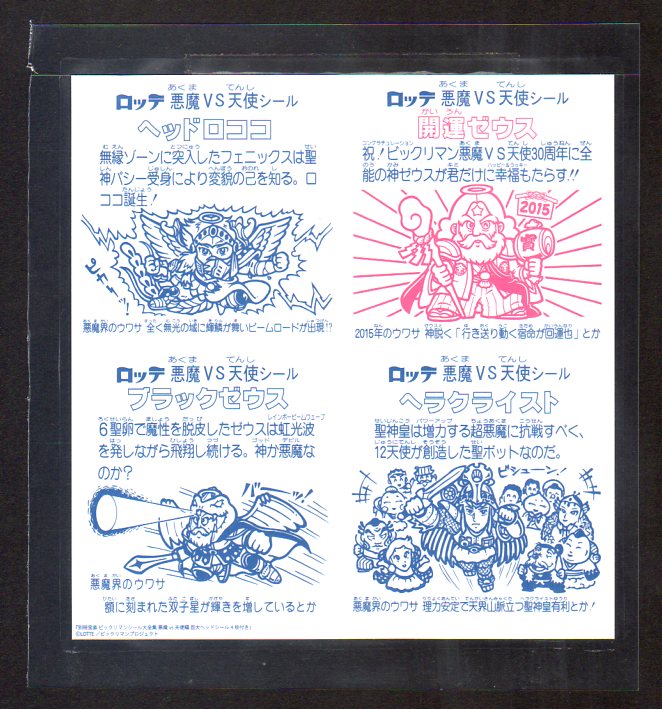 ロッテ 悪魔VS天使シール
ヘッドロココ
無縁ゾーンに突入したフェニックスは聖
神パシー受身により変貌の己を知る。ロ
ココ誕生！
ピカーッ！
悪魔界のウワサ 全く無光の域に輝鱗が舞いビームロードが出現!?
ロッテ 悪魔VS天使シール
開運ゼウス
祝！ビックリマン悪魔VS天使30周年に全
能の神ゼウスが君だけに幸福もたらす!!
2015
貫
2015年のウワサ 神説く「行き送り動く宿命が回運也」とか
ロッテ 悪魔VS天使シール
ブラックゼウス
6聖卵で魔性を脱皮したゼウスは虹光波
を発しながら飛翔し続ける。神か悪魔な
のか？
悪魔界のウワサ
額に刻まれた双子星が輝きを増しているとか
ロッテ 悪魔VS天使シール
ヘラクライスト
聖神皇は増力する超悪魔に抗戦すべく、
12天使が創造した聖ボットなのだ。
ビシューン！
悪魔界のウワサ 理力安定で天界山脈立つ聖神皇有利とか！
©LOTTE／ビックリマンプロジェクト